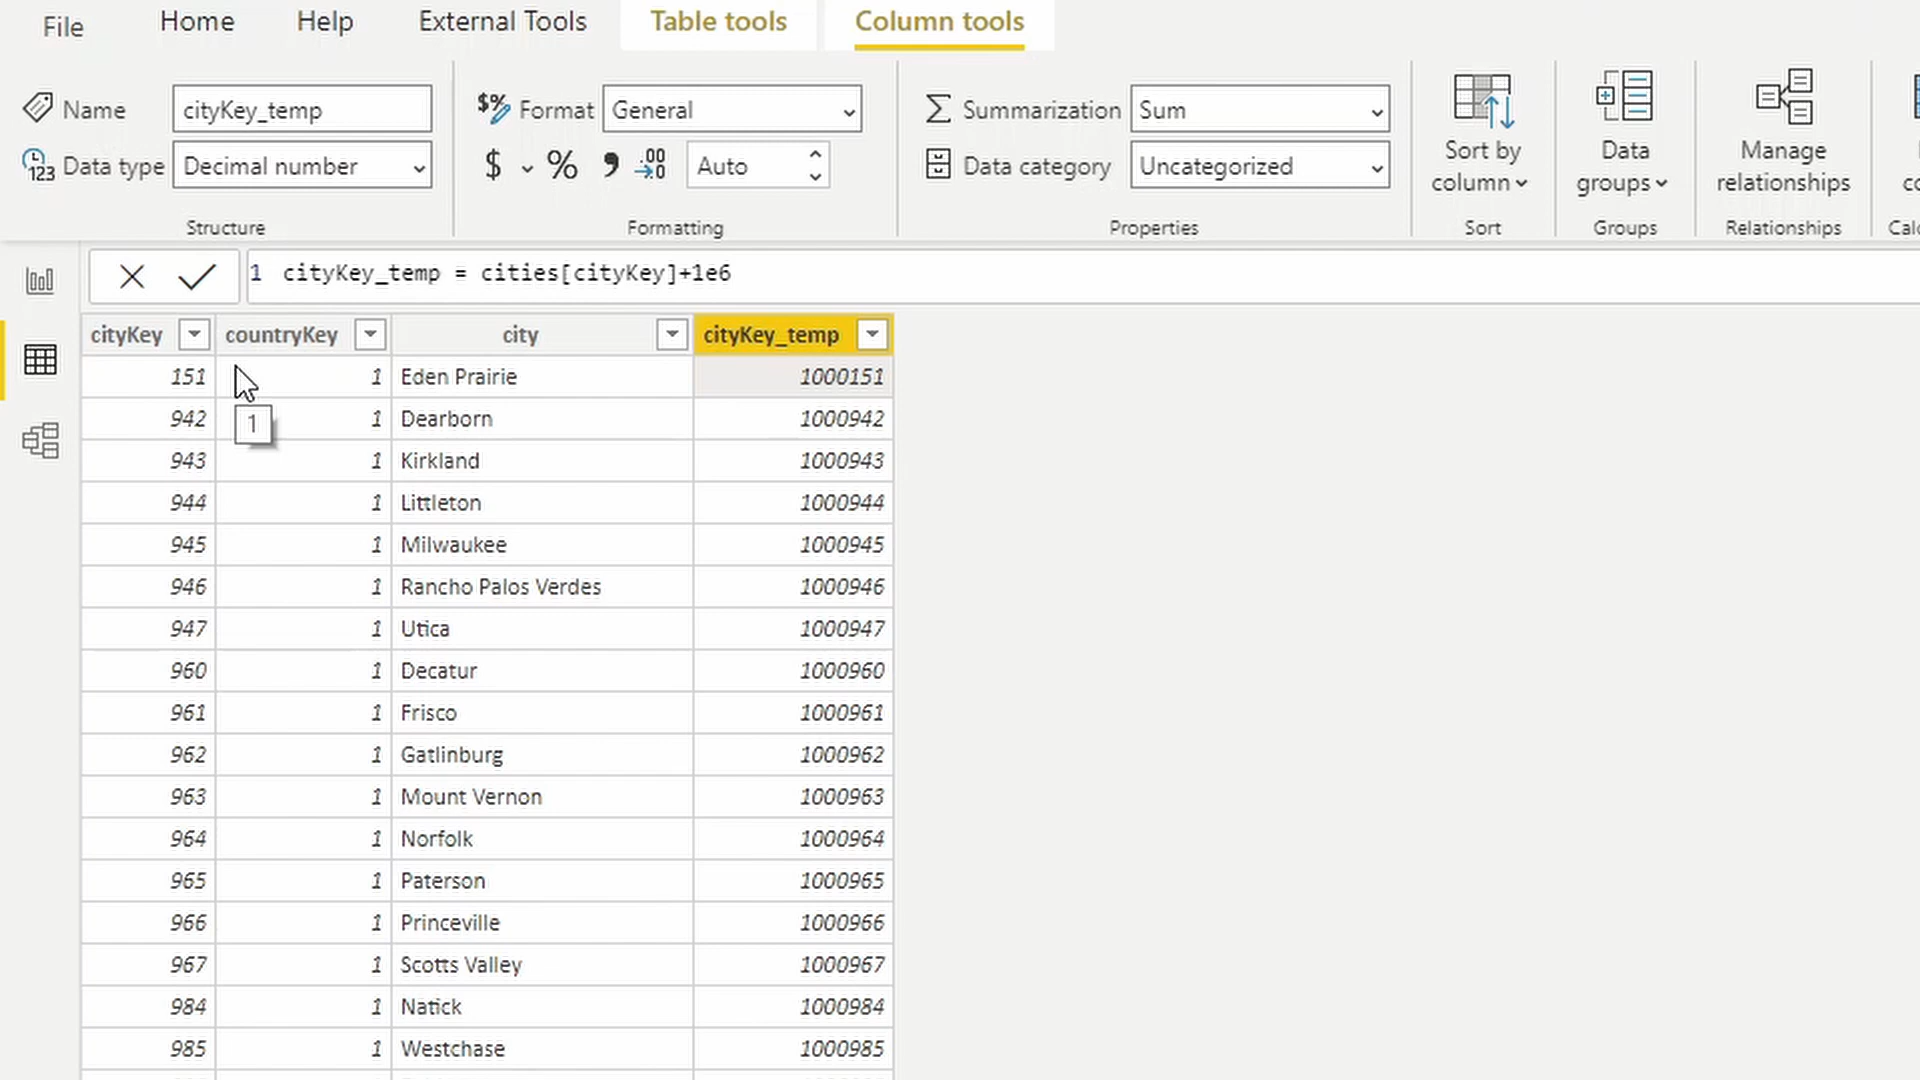 File Home Help External Tools Table tools Column tools
Name cityKey_temp $% Format General Summarization Sum
Data type Decimal number $ % , .00 Auto Data category Uncategorized
Sort by column Data groups Manage relationships
Structure Formatting Properties Sort Groups Relationships
1 cityKey_temp = cities[cityKey]+1e6
cityKey countryKey city cityKey_temp
151 1 Eden Prairie 1000151
942 1 Dearborn 1000942
1
943 1 Kirkland 1000943
944 1 Littleton 1000944
945 1 Milwaukee 1000945
946 1 Rancho Palos Verdes 1000946
947 1 Utica 1000947
960 1 Decatur 1000960
961 1 Frisco 1000961
962 1 Gatlinburg 1000962
963 1 Mount Vernon 1000963
964 1 Norfolk 1000964
965 1 Paterson 1000965
966 1 Princeville 1000966
967 1 Scotts Valley 1000967
984 1 Natick 1000984
985 1 Westchase 1000985